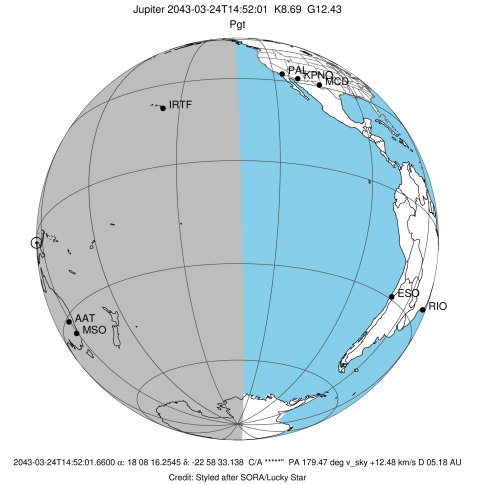 Jupiter 2043-03-24T14:52:01 K8.69 G12.43
Pgt
PAL
KPNO
MCD
IRTF
ESO
RIO
AAT
MSO
2043-03-24T14:52:01.6600 α: 18 08 16.2545 δ: -22 58 33.138 C/A *****" PA 179.47 deg v_sky +12.48 km/s D 05.18 AU
Credit: Styled after SORA/Lucky Star